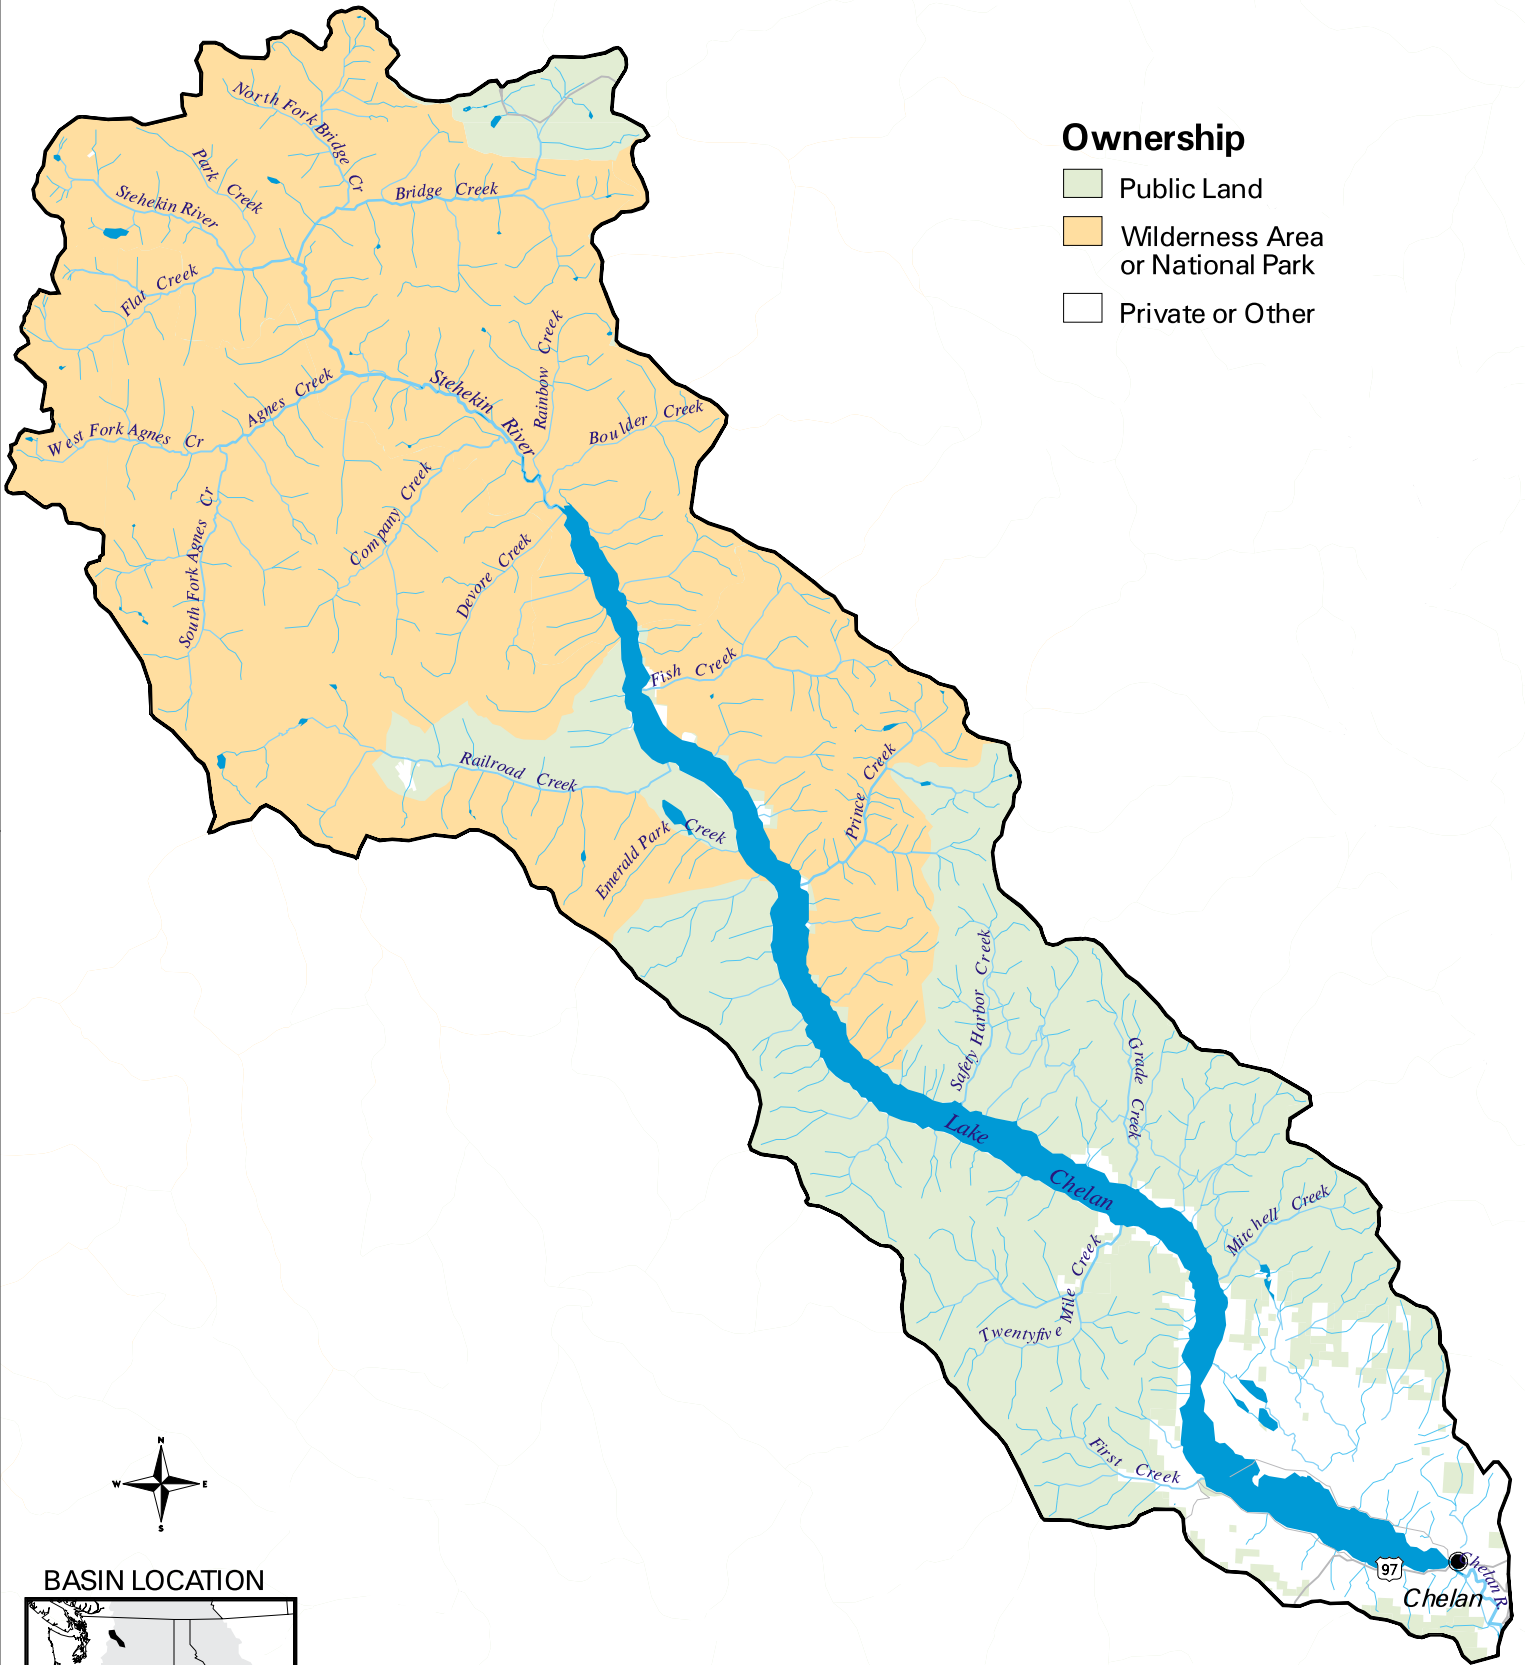 Ownership
Public Land
Wilderness Area
or National Park
Private or Other
North Fork Bridge Cr
Park Creek
Stehekin River
Bridge Creek
Flat Creek
Rainbow Creek
Stehekin River
Agnes Creek
Boulder Creek
West Fork Agnes Cr
South Fork Agnes Cr
Company Creek
Devore Creek
Fish Creek
Railroad Creek
Prince Creek
Emerald Park Creek
Safety Harbor Creek
Grade Creek
Lake Chelan
Mitchell Creek
Twentyfive Mile Creek
First Creek
N
W
E
S
97
Chelan R
Chelan
BASIN LOCATION